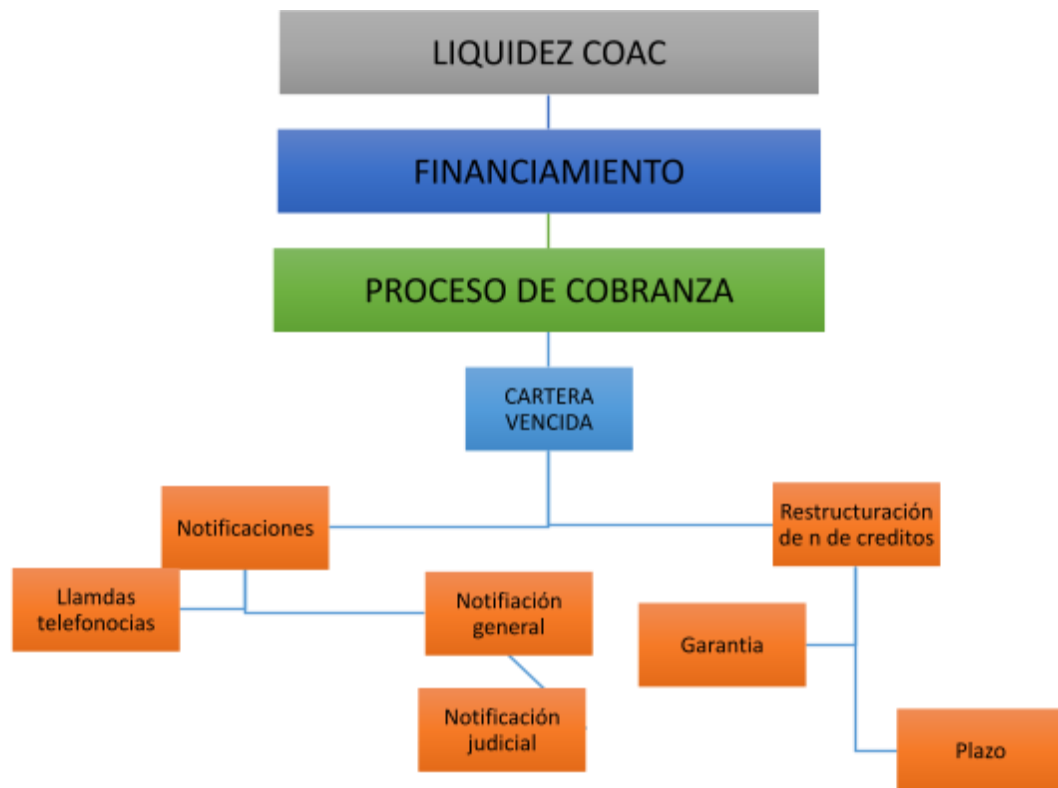 LIQUIDEZ COAC
FINANCIAMIENTO
PROCESO DE COBRANZA
CARTERA
VENCIDA
Notificaciones
Restructuración
de n de creditos
Llamdas
telefonocias
Notifiación
general
Garantia
Notificación
judicial
Plazo